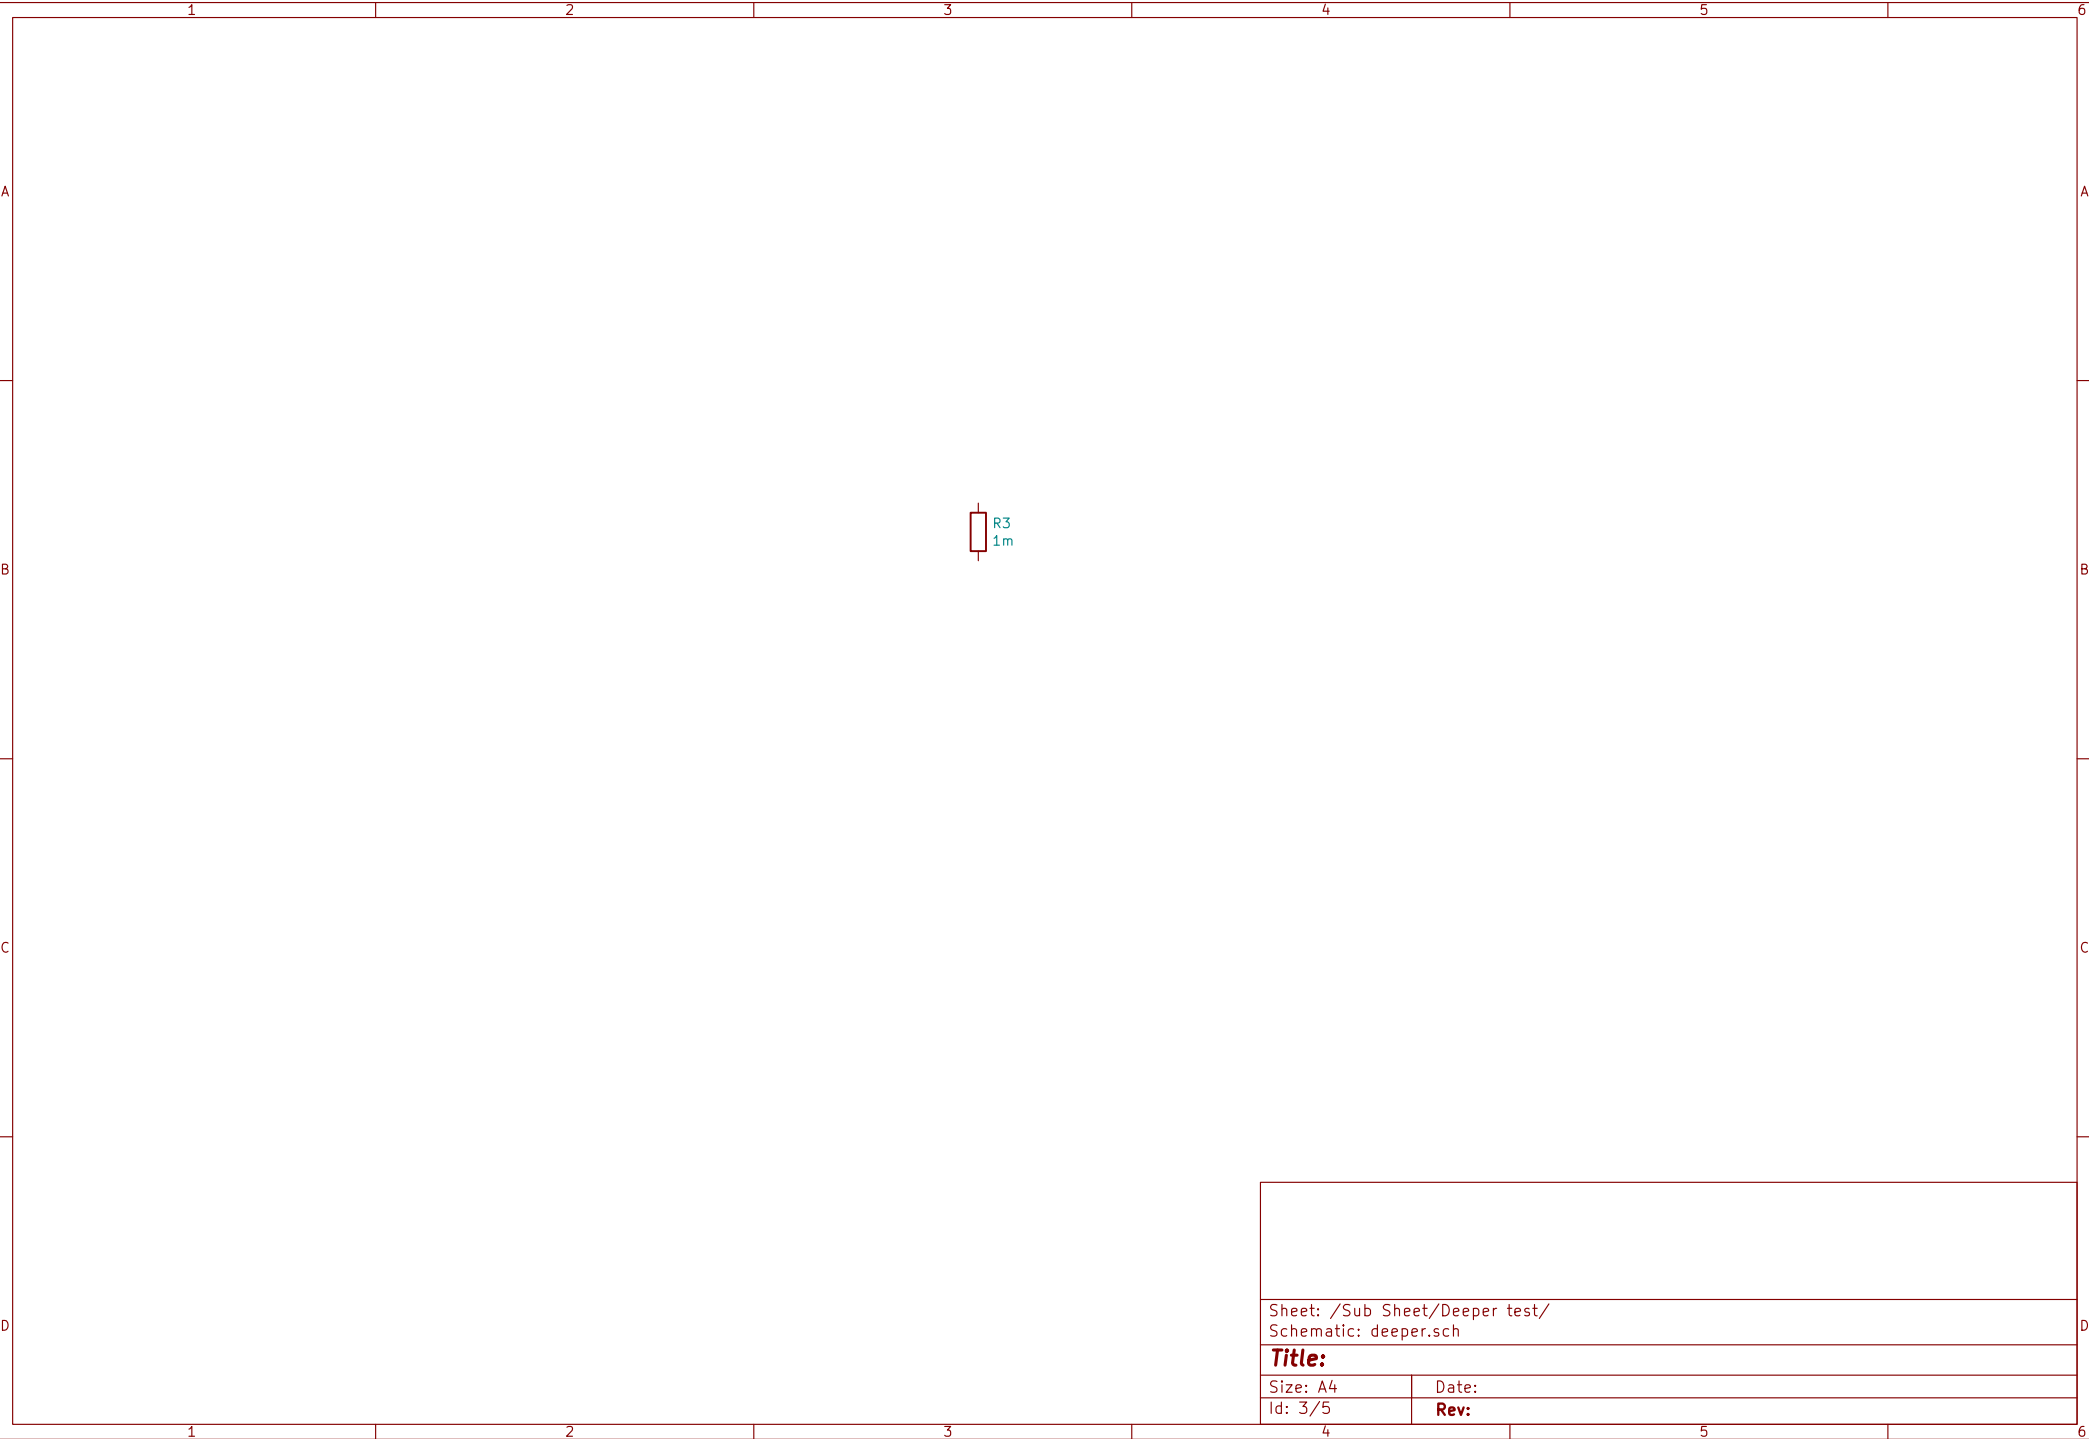 1 2 3 4 5 6
A A
R3
1m
B B
C C
Sheet: /Sub Sheet/Deeper test/
Schematic: deeper.sch
D D
Title:
Size: A4 Date:
Id: 3/5 Rev:
1 2 3 4 5 6